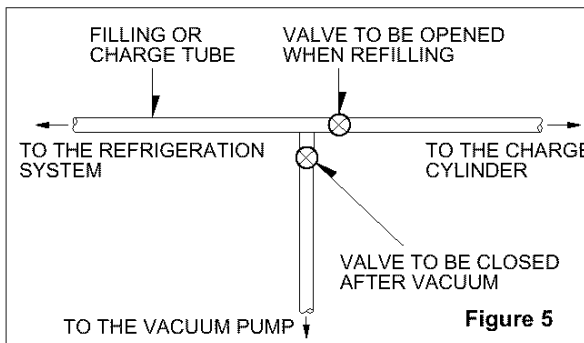 FILLING OR
CHARGE TUBE
VALVE TO BE OPENED
WHEN REFILLING
TO THE REFRIGERATION
SYSTEM
TO THE CHARGE
CYLINDER
VALVE TO BE CLOSED
AFTER VACUUM
TO THE VACUUM PUMP
Figure 5